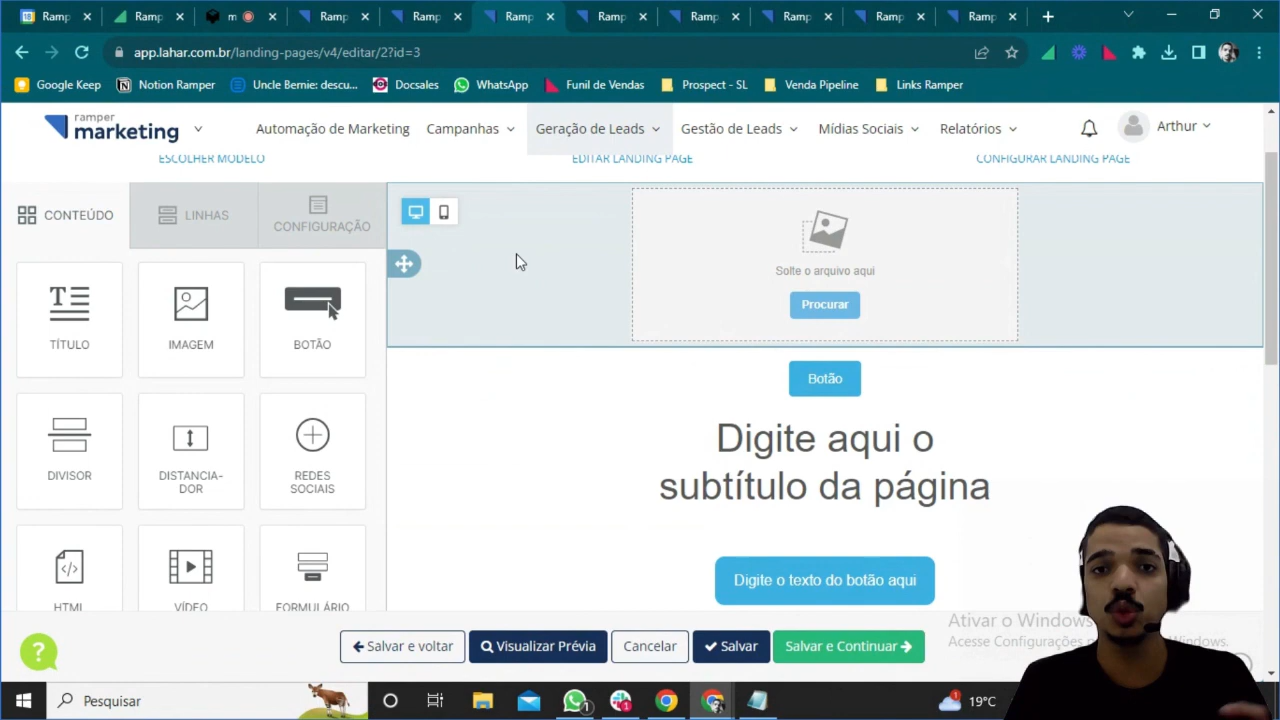 Ramp
Ramp
m
Ramp
Ramp
Ramp
Ramp
Ramp
Ramp
Ramp
Ramp
app.lahar.com.br/landing-pages/v4/editar/2?id=3
Google Keep
Notion Ramper
Uncle Bernie: descu...
Docsales
WhatsApp
Funil de Vendas
Prospect - SL
Venda Pipeline
Links Ramper
ramper
marketing
Automação de Marketing
Campanhas
Geração de Leads
Gestão de Leads
Mídias Sociais
Relatórios
Arthur
ESCOLHER MODELO
EDITAR LANDING PAGE
CONFIGURAR LANDING PAGE
CONTEÚDO
LINHAS
CONFIGURAÇÃO
TÍTULO
IMAGEM
BOTÃO
DIVISOR
DISTANCIA-
DOR
REDES
SOCIAIS
HTML
VÍDEO
FORMULÁRIO
Solte o arquivo aqui
Procurar
Botão
Digite aqui o
subtítulo da página
Digite o texto do botão aqui
Salvar e voltar
Visualizar Prévia
Cancelar
Salvar
Salvar e Continuar
Ativar o Windows
Acesse Configurações
Windows.
?
Pesquisar
19°C